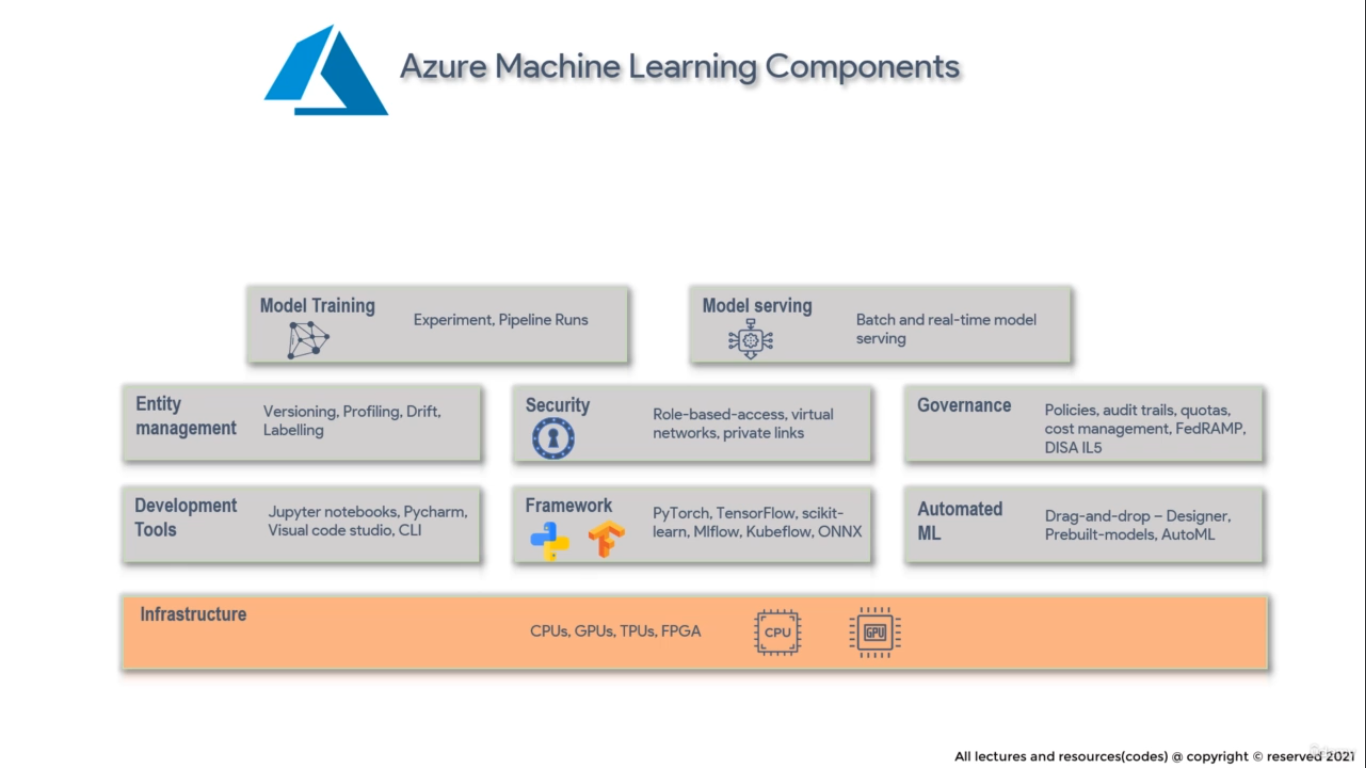 Azure Machine Learning Components
Model Training
Experiment, Pipeline Runs
Model serving
Batch and real-time model
serving
Entity
management
Versioning, Profiling, Drift,
Labelling
Security
Role-based-access, virtual
networks, private links
Governance
Policies, audit trails, quotas,
cost management, FedRAMP,
DISA IL5
Development
Tools
Jupyter notebooks, Pycharm,
Visual code studio, CLI
Framework
PyTorch, TensorFlow, scikit-
learn, Mlflow, Kubeflow, ONNX
Automated
ML
Drag-and-drop – Designer,
Prebuilt-models, AutoML
Infrastructure
CPUs, GPUs, TPUs, FPGA
CPU
GPU
All lectures and resources(codes) @ copyright © reserved 2021